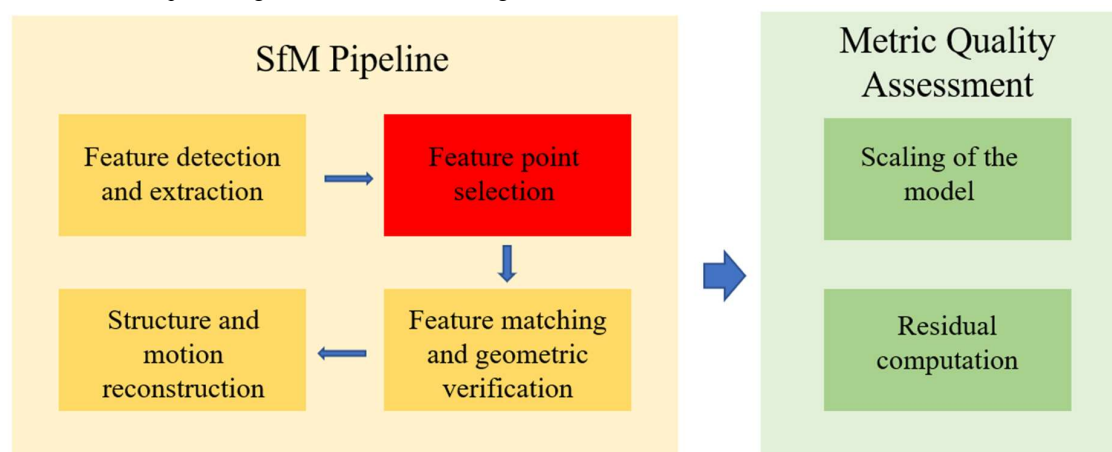 SfM Pipeline
Feature detection
and extraction
Feature point
selection
Structure and
motion
reconstruction
Feature matching
and geometric
verification
Metric Quality
Assessment
Scaling of the
model
Residual
computation